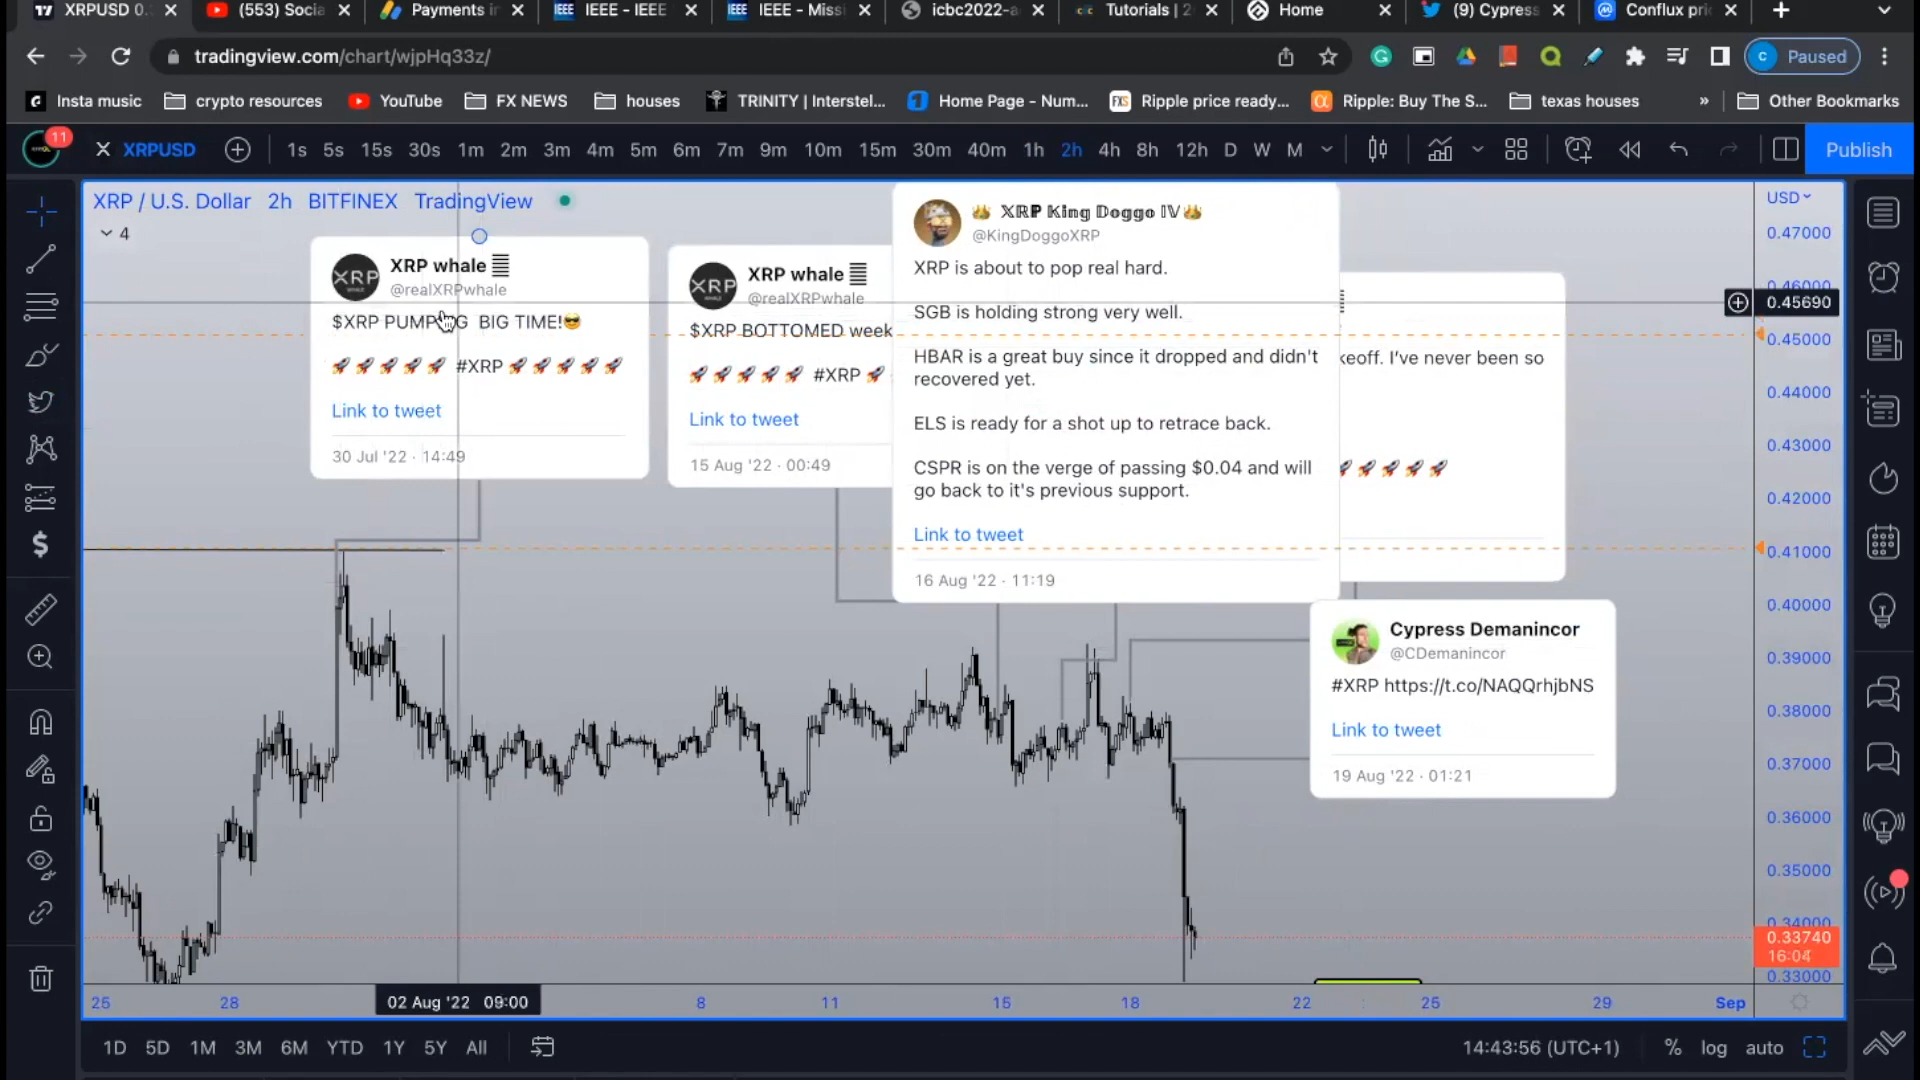 XRPUSD 0.
(553) Socia
Payments i
IEEE - IEEE
IEEE - Miss
icbc2022-a
Tutorials | 2
Home
(9) Cypress
Conflux pri
tradingview.com/chart/wjpHq33z/
C Paused
Insta music
crypto resources
YouTube
FX NEWS
houses
TRINITY | Interstel...
Home Page - Num...
Ripple price ready...
Ripple: Buy The S...
texas houses
»
Other Bookmarks
11
XRPUSD
1s 5s 15s 30s 1m 2m 3m 4m 5m 6m 7m 9m 10m 15m 30m 40m 1h 2h 4h 8h 12h D W M
Publish
XRP / U.S. Dollar 2h BITFINEX TradingView
4
USD
XRP whale
@realXRPwhale
$XRP PUMPING BIG TIME!😎
🚀🚀🚀🚀🚀 #XRP 🚀🚀🚀🚀🚀
Link to tweet
30 Jul '22 · 14:49
XRP whale
@realXRPwhale
$XRP BOTTOMED week
🚀🚀🚀🚀🚀 #XRP 🚀
Link to tweet
15 Aug '22 · 00:49
👑 𝕏ℝℙ 𝕂𝕚𝕟𝕘 𝔻𝕠𝕘𝕘𝕠 𝕀𝕍👑
@KingDoggoXRP
XRP is about to pop real hard.
SGB is holding strong very well.
HBAR is a great buy since it dropped and didn't
recovered yet.
ELS is ready for a shot up to retrace back.
CSPR is on the verge of passing $0.04 and will
go back to it's previous support.
Link to tweet
16 Aug '22 · 11:19
keoff. I've never been so
🚀🚀🚀🚀
Cypress Demanincor
@CDemanincor
#XRP https://t.co/NAQQrhjbNS
Link to tweet
19 Aug '22 · 01:21
0.47000
0.46000
0.45690
0.45000
0.44000
0.43000
0.42000
0.41000
0.40000
0.39000
0.38000
0.37000
0.36000
0.35000
0.34000
0.33740
16:04
0.33000
25 28 02 Aug '22 09:00 8 11 15 18 22 25 29 Sep
1D 5D 1M 3M 6M YTD 1Y 5Y All
14:43:56 (UTC+1) % log auto